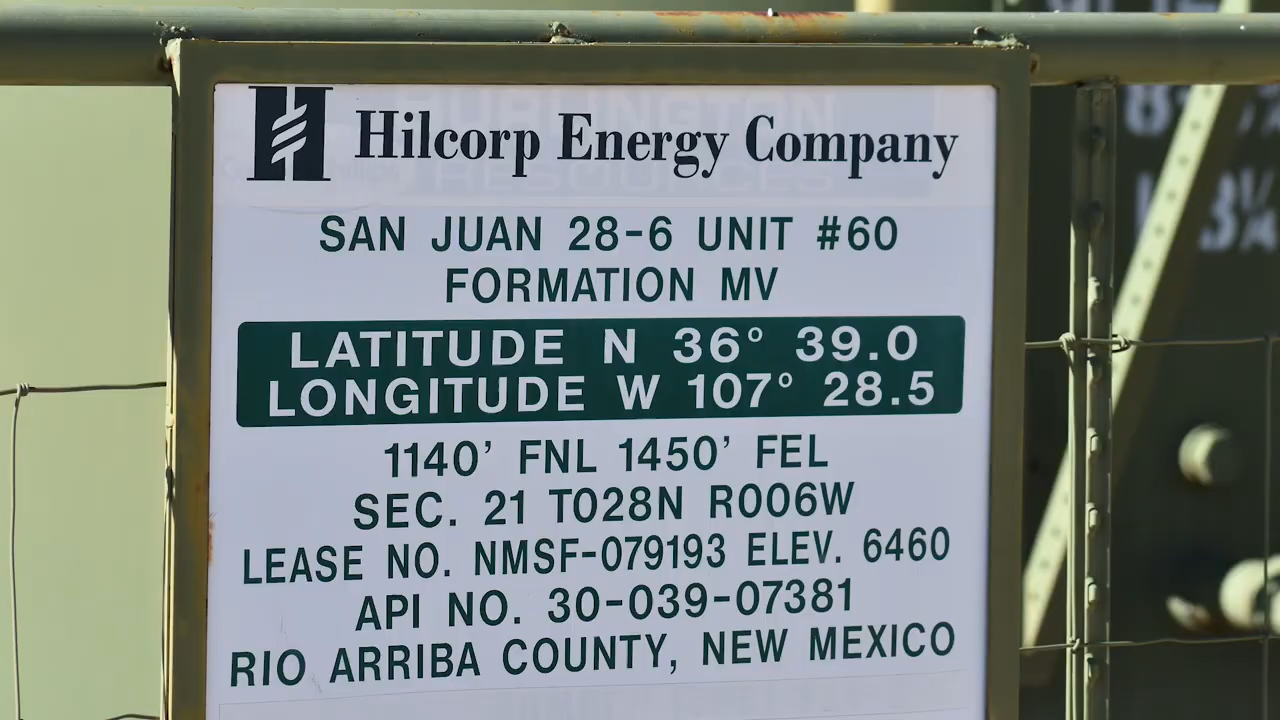 Hilcorp Energy Company
SAN JUAN 28-6 UNIT #60
FORMATION MV
LATITUDE N 36° 39.0
LONGITUDE W 107° 28.5
1140' FNL 1450' FEL
SEC. 21 T028N R006W
LEASE NO. NMSF-079193 ELEV. 6460
API NO. 30-039-07381
RIO ARRIBA COUNTY, NEW MEXICO